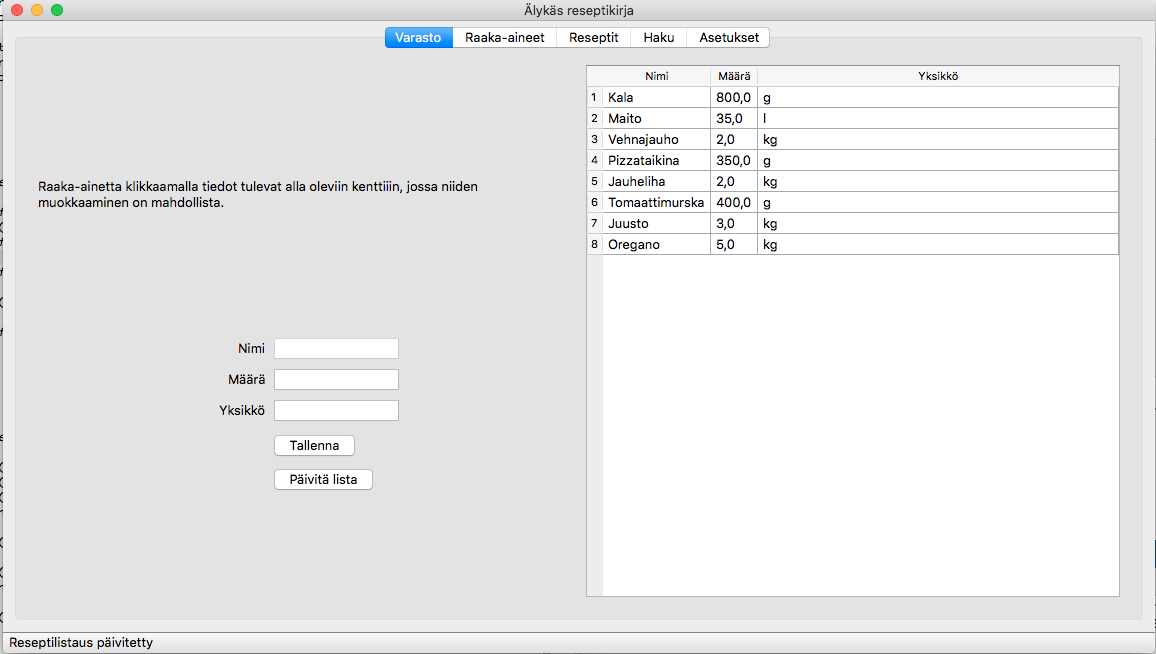 Älykäs reseptikirja
Varasto Raaka-aineet Reseptit Haku Asetukset
Raaka-ainetta klikkaamalla tiedot tulevat alla oleviin kenttiiin, jossa niiden
muokkaaminen on mahdollista.
Nimi
Määrä
Yksikkö
Tallenna
Päivitä lista
Nimi Määrä Yksikkö
1 Kala 800,0 g
2 Maito 35,0 l
3 Vehnajauho 2,0 kg
4 Pizzataikina 350,0 g
5 Jauheliha 2,0 kg
6 Tomaattimurska 400,0 g
7 Juusto 3,0 kg
8 Oregano 5,0 kg
Reseptilistaus päivitetty